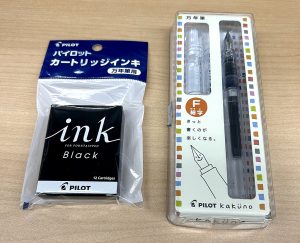 PILOT
パイロット
カートリッジインキ
万年筆用
ink
FOR FOUNTAIN PEN
Black
12 Cartridges
PILOT
万年筆
F
細字
きっと
書くのが
楽しくなる。
PILOT kaküno